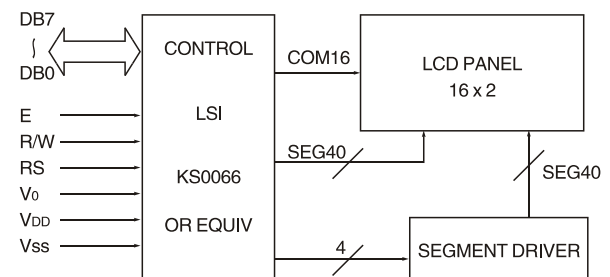 DB7
DB0
E
R/W
RS
V0
VDD
Vss
CONTROL
LSI
KS0066
OR EQUIV
COM16
SEG40
4
LCD PANEL
16 x 2
SEG40
SEGMENT DRIVER